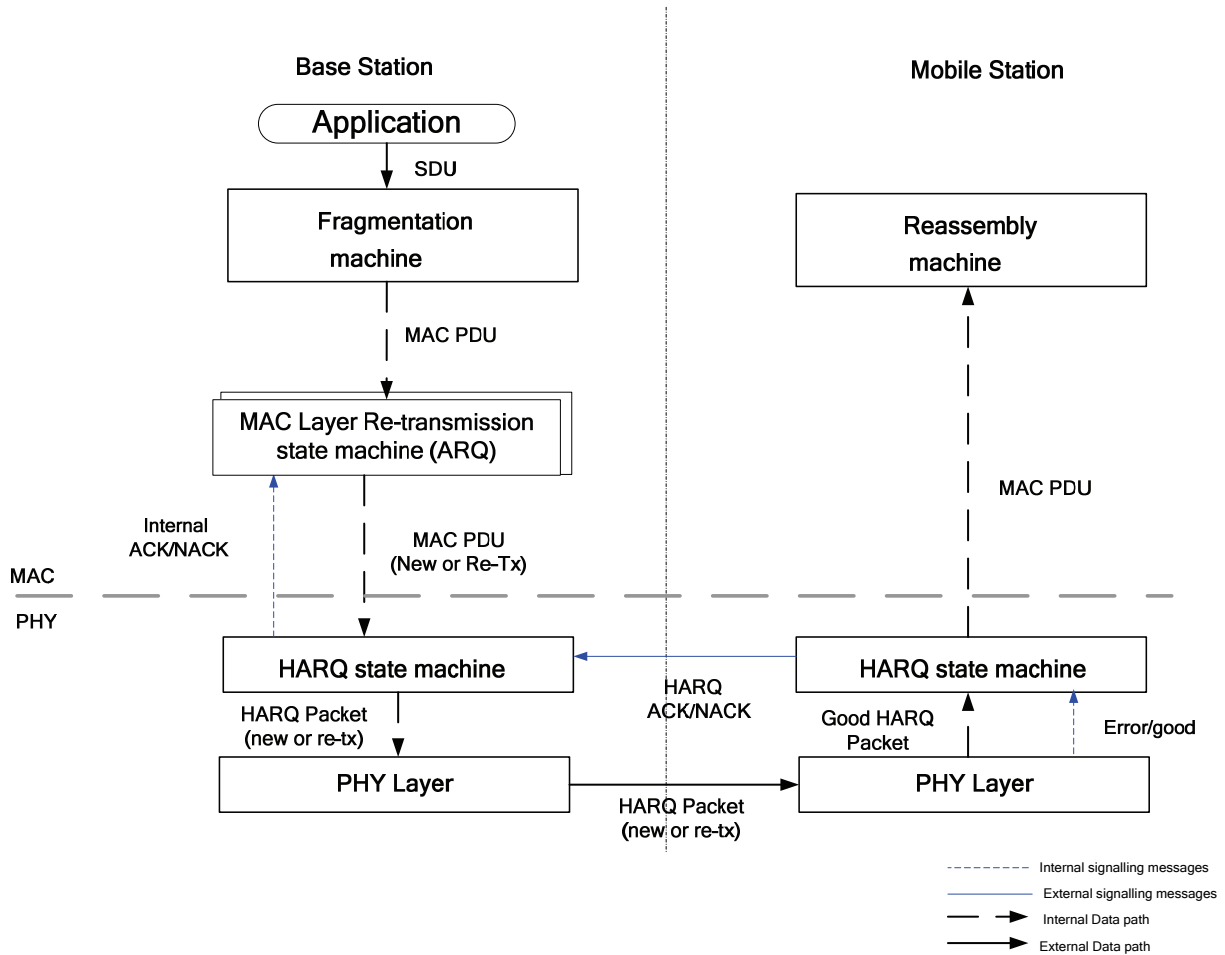 Base Station
Mobile Station
Application
SDU
Fragmentation
machine
Reassembly
machine
MAC PDU
MAC Layer Re-transmission
state machine (ARQ)
MAC PDU
Internal
ACK/NACK
MAC PDU
(New or Re-Tx)
MAC
PHY
HARQ state machine
HARQ state machine
HARQ
ACK/NACK
HARQ Packet
(new or re-tx)
Good HARQ
Packet
Error/good
PHY Layer
PHY Layer
HARQ Packet
(new or re-tx)
Internal signalling messages
External signalling messages
Internal Data path
External Data path